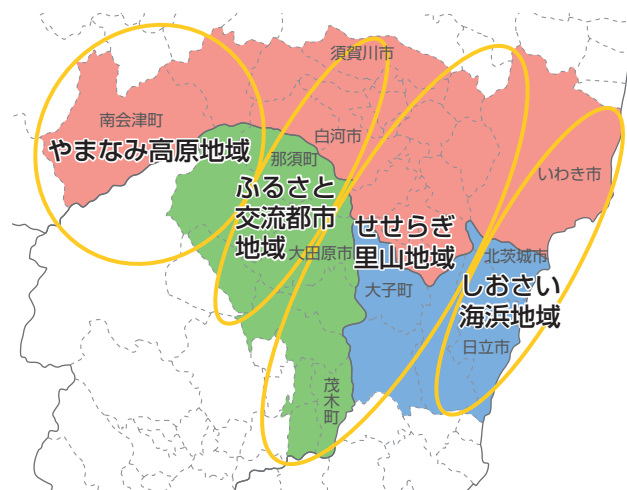 須賀川市
南会津町
白河市
やまなみ高原地域
那須町
いわき市
ふるさと
交流都市
地域
せせらぎ
里山地域
大田原市
北茨城市
大子町
しおさい
海浜地域
日立市
茂木町